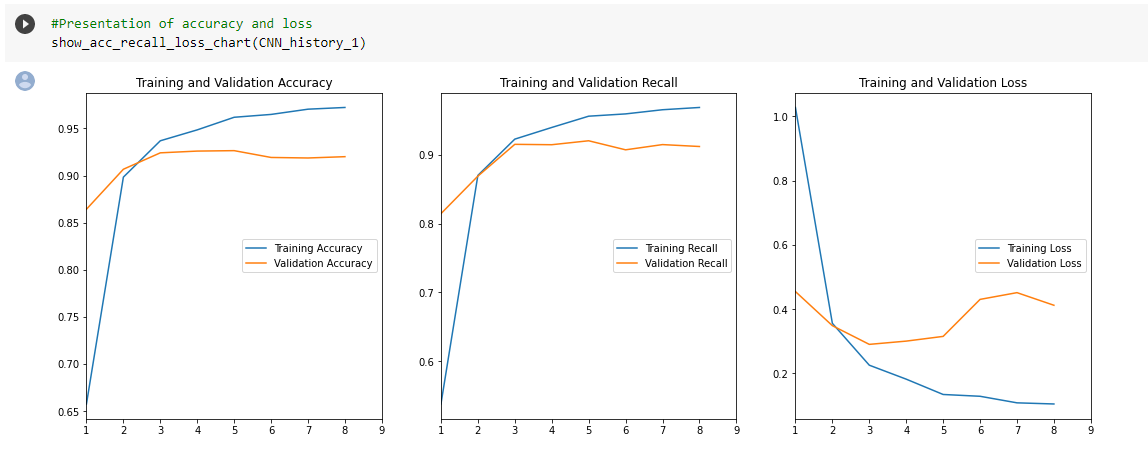 #Presentation of accuracy and loss
show_acc_recall_loss_chart(CNN_history_1)
Training and Validation Accuracy
0.95
0.90
0.85
0.80
0.75
0.70
0.65
1 2 3 4 5 6 7 8 9
Training Accuracy
Validation Accuracy
Training and Validation Recall
0.9
0.8
0.7
0.6
1 2 3 4 5 6 7 8 9
Training Recall
Validation Recall
Training and Validation Loss
1.0
0.8
0.6
0.4
0.2
1 2 3 4 5 6 7 8 9
Training Loss
Validation Loss